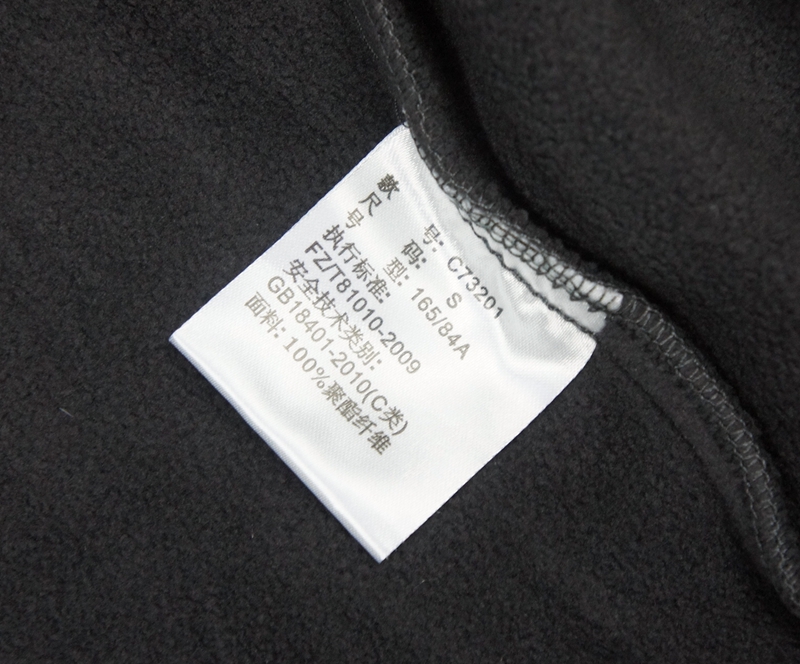 款 号: C73201
尺 码: S
号 型: 165/84A
执行标准:
FZ/T81010-2009
安全技术类别:
GB18401-2010(C类)
面料: 100%聚酯纤维